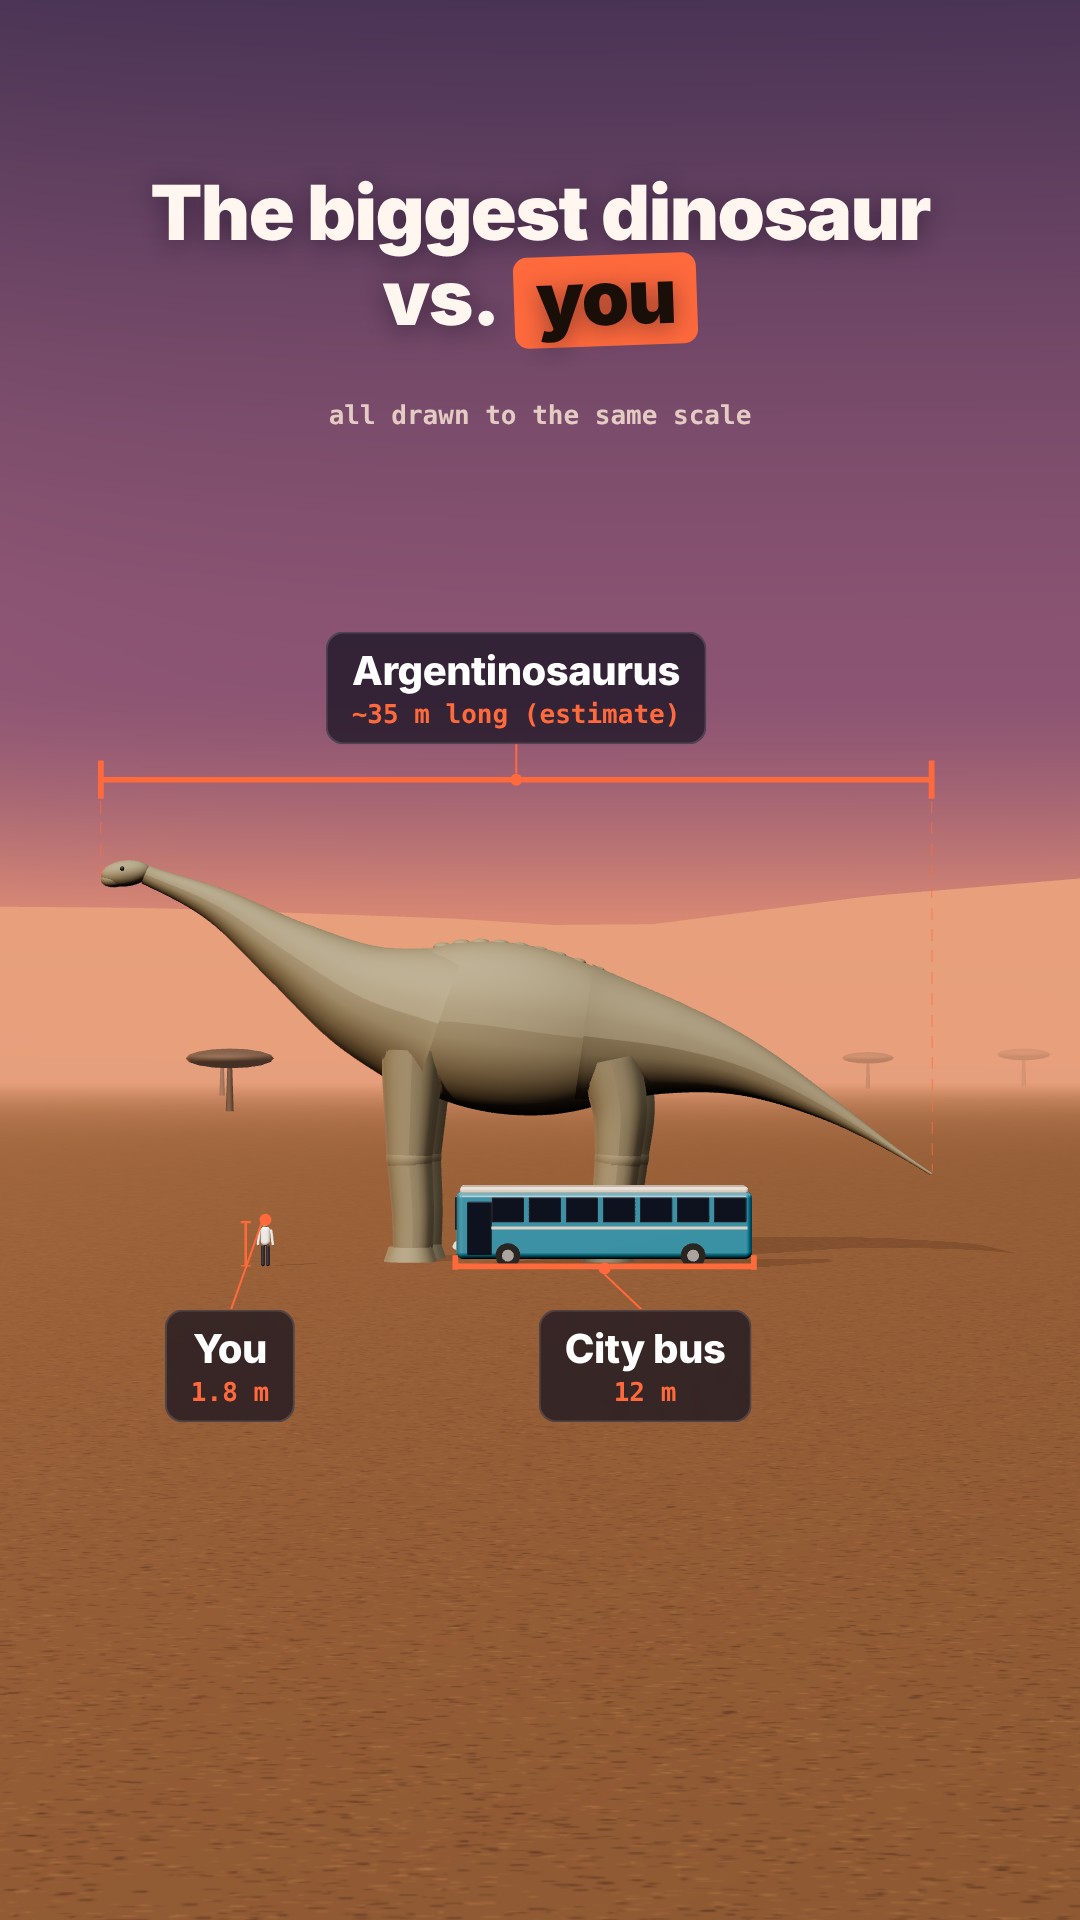 The biggest dinosaur
vs. you
all drawn to the same scale
Argentinosaurus
~35 m long (estimate)
You
1.8 m
City bus
12 m